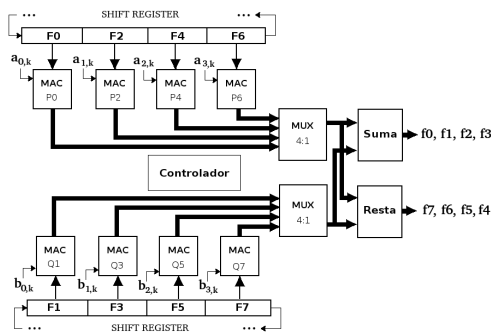 ••• SHIFT REGISTER •••
F0 F2 F4 F6
a0,k a1,k a2,k a3,k
MAC MAC MAC MAC
P0 P2 P4 P6
MUX
4:1
Suma
f0, f1, f2, f3
Controlador
MUX
4:1
Resta
f7, f6, f5, f4
MAC MAC MAC MAC
Q1 Q3 Q5 Q7
b0,k b1,k b2,k b3,k
F1 F3 F5 F7
••• SHIFT REGISTER •••